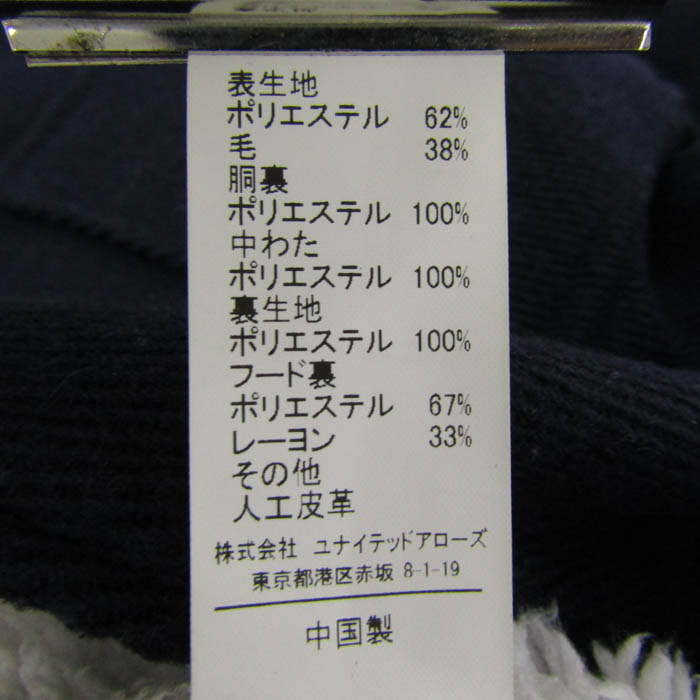 表生地
ポリエステル 62%
毛 38%
胴裏
ポリエステル 100%
中わた
ポリエステル 100%
裏生地
ポリエステル 100%
フード裏
ポリエステル 67%
レーヨン 33%
その他
人工皮革
株式会社 ユナイテッドアローズ
東京都港区赤坂 8-1-19
中国製